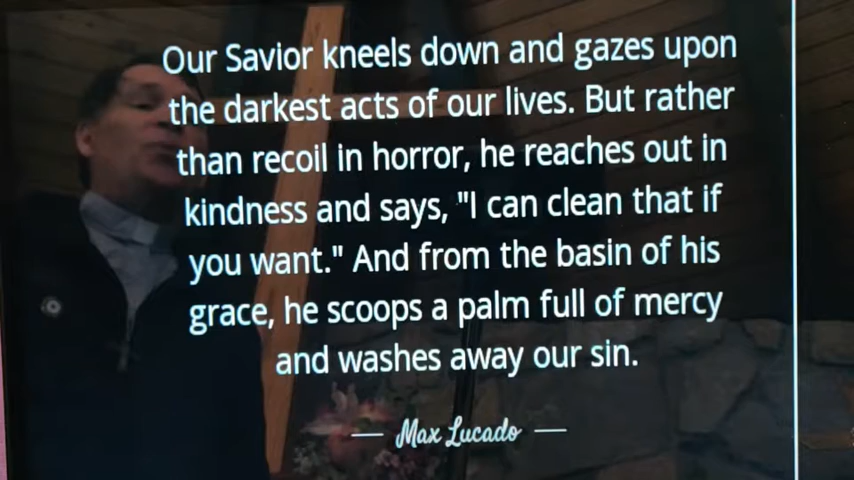 Our Savior kneels down and gazes upon
the darkest acts of our lives. But rather
than recoil in horror, he reaches out in
kindness and says, "I can clean that if
you want." And from the basin of his
grace, he scoops a palm full of mercy
and washes away our sin.
— Max Lucado —